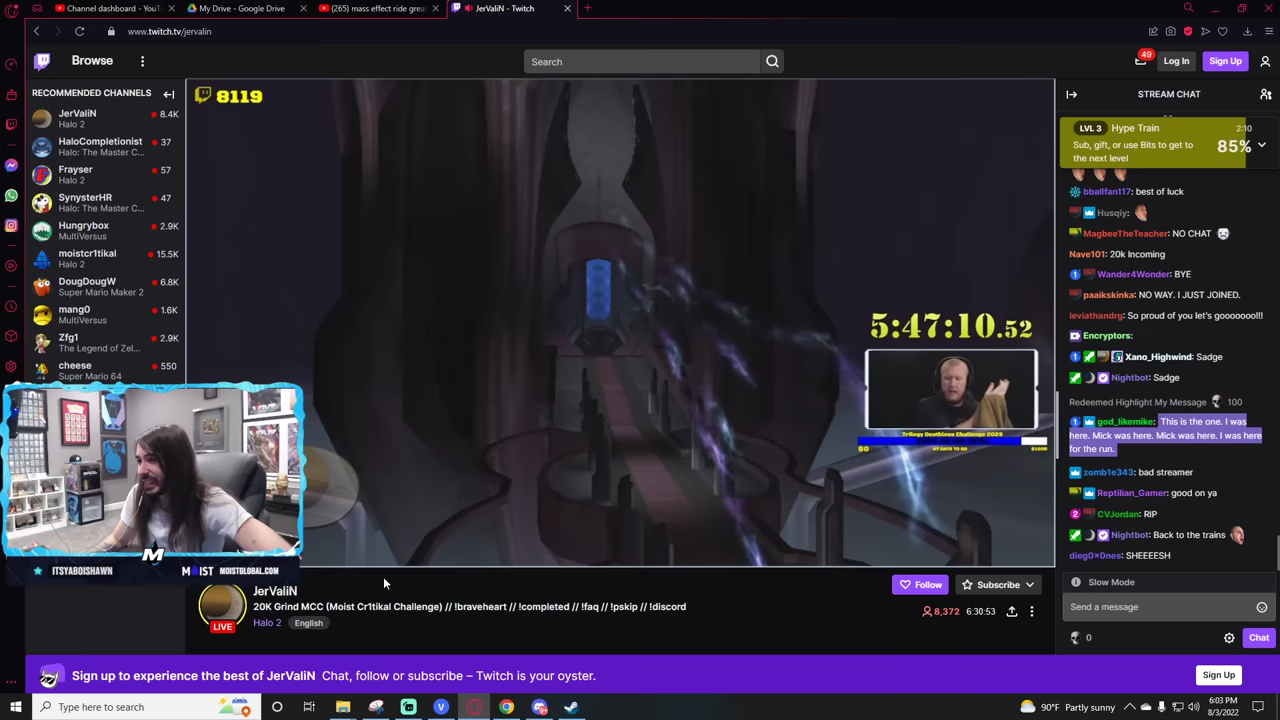 Channel dashboard - YouT
My Drive - Google Drive
(265) mass effect ride grea
JerValiN - Twitch
www.twitch.tv/jervalin
Browse
Search
49
Log In
Sign Up
RECOMMENDED CHANNELS
JerValiN
8.4K
Halo 2
HaloCompletionist
37
Halo: The Master C...
Frayser
57
Halo 2
SynysterHR
47
Halo: The Master C...
Hungrybox
2.9K
MultiVersus
moistcr1tikal
15.5K
Halo 2
DougDougW
6.8K
Super Mario Maker 2
mang0
1.6K
MultiVersus
Zfg1
2.9K
The Legend of Zel...
cheese
550
Super Mario 64
8119
5:47:10.52
Trilogy Deathless Challenge 2023
$0
$1000
STREAM CHAT
LVL 3 Hype Train
2:10
Sub, gift, or use Bits to get to
the next level
85%
bballfan117: best of luck
Husqiy:
MagbeeTheTeacher: NO CHAT
Nave101: 20k Incoming
Wander4Wonder: BYE
paaikskinka: NO WAY. I JUST JOINED.
leviathandrg: So proud of you let's gooooooo!!!
Encryptors:
Xano_Highwind: Sadge
Nightbot: Sadge
Redeemed Highlight My Message 100
god_likemike: This is the one. I was
here. Mick was here. Mick was here. I was here
for the run.
zomb1e343: bad streamer
Reptilian_Gamer: good on ya
CVJordan: RIP
Nightbot: Back to the trains
dieg0x0nes: SHEEEESH
Slow Mode
Send a message
0
Chat
M
ITSYABOISHAWN
MOIST
MOISTGLOBAL.COM
LIVE
JerValiN
20K Grind MCC (Moist Cr1tikal Challenge) // !braveheart // !completed // !faq // !pskip // !discord
Halo 2
English
Follow
Subscribe
8,372
6:30:53
Sign up to experience the best of JerValiN
Chat, follow or subscribe – Twitch is your oyster.
Sign Up
Type here to search
90°F Partly sunny
6:03 PM
8/3/2022